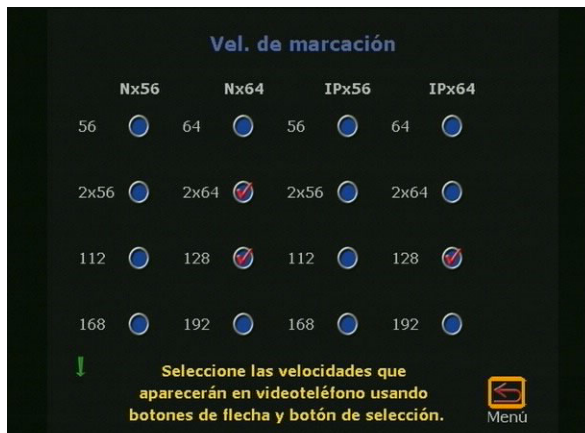 Vel. de marcación
Nx56 Nx64 IPx56 IPx64
56 64 56 64
2x56 2x64 2x56 2x64
112 128 112 128
168 192 168 192
Seleccione las velocidades que
aparecerán en videoteléfono usando
botones de flecha y botón de selección.
Menú